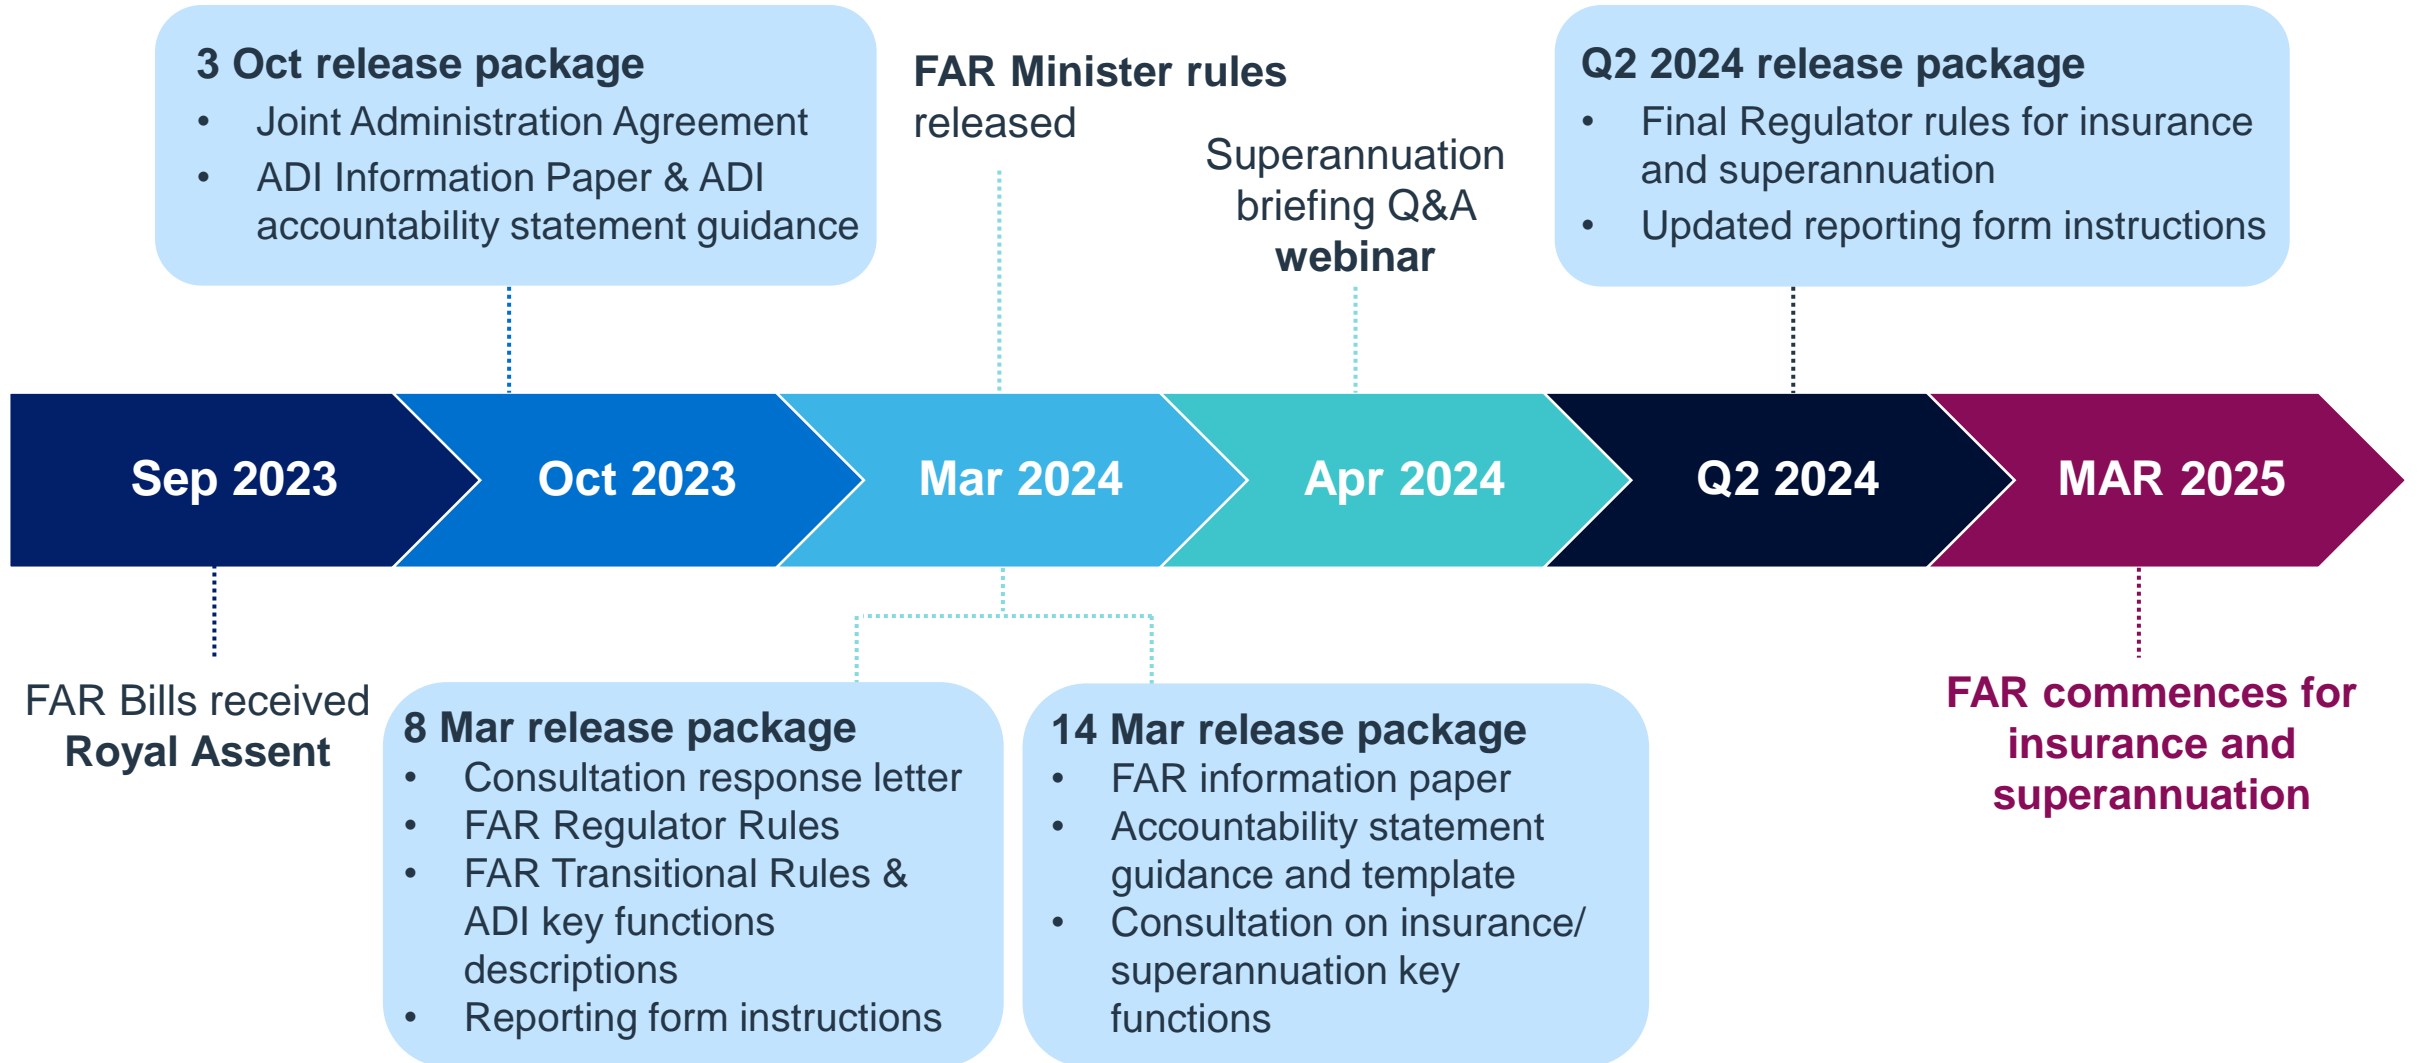 3 Oct release package
• Joint Administration Agreement
• ADI Information Paper & ADI
accountability statement guidance
FAR Minister rules
released
Superannuation
briefing Q&A
webinar
Q2 2024 release package
• Final Regulator rules for insurance
and superannuation
• Updated reporting form instructions
Sep 2023
Oct 2023
Mar 2024
Apr 2024
Q2 2024
MAR 2025
FAR Bills received
Royal Assent
8 Mar release package
• Consultation response letter
• FAR Regulator Rules
• FAR Transitional Rules &
ADI key functions
descriptions
• Reporting form instructions
14 Mar release package
• FAR information paper
• Accountability statement
guidance and template
• Consultation on insurance/
superannuation key
functions
FAR commences for
insurance and
superannuation